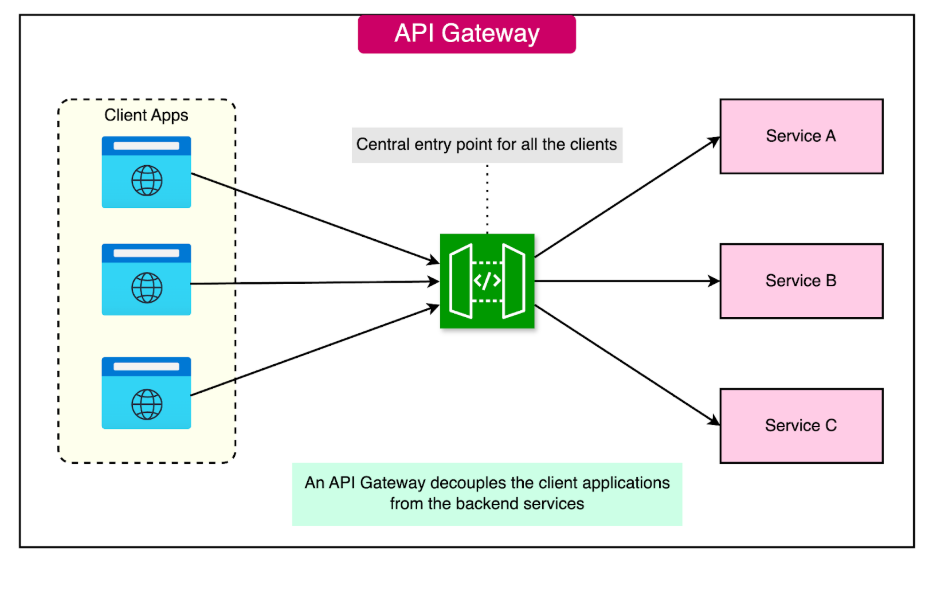 API Gateway
Client Apps
Central entry point for all the clients
</>
Service A
Service B
Service C
An API Gateway decouples the client applications
from the backend services